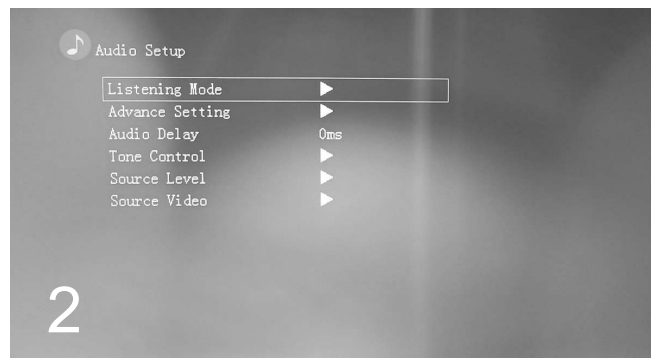 Audio Setup
Listening Mode
Advance Setting
Audio Delay 0ms
Tone Control
Source Level
Source Video
2